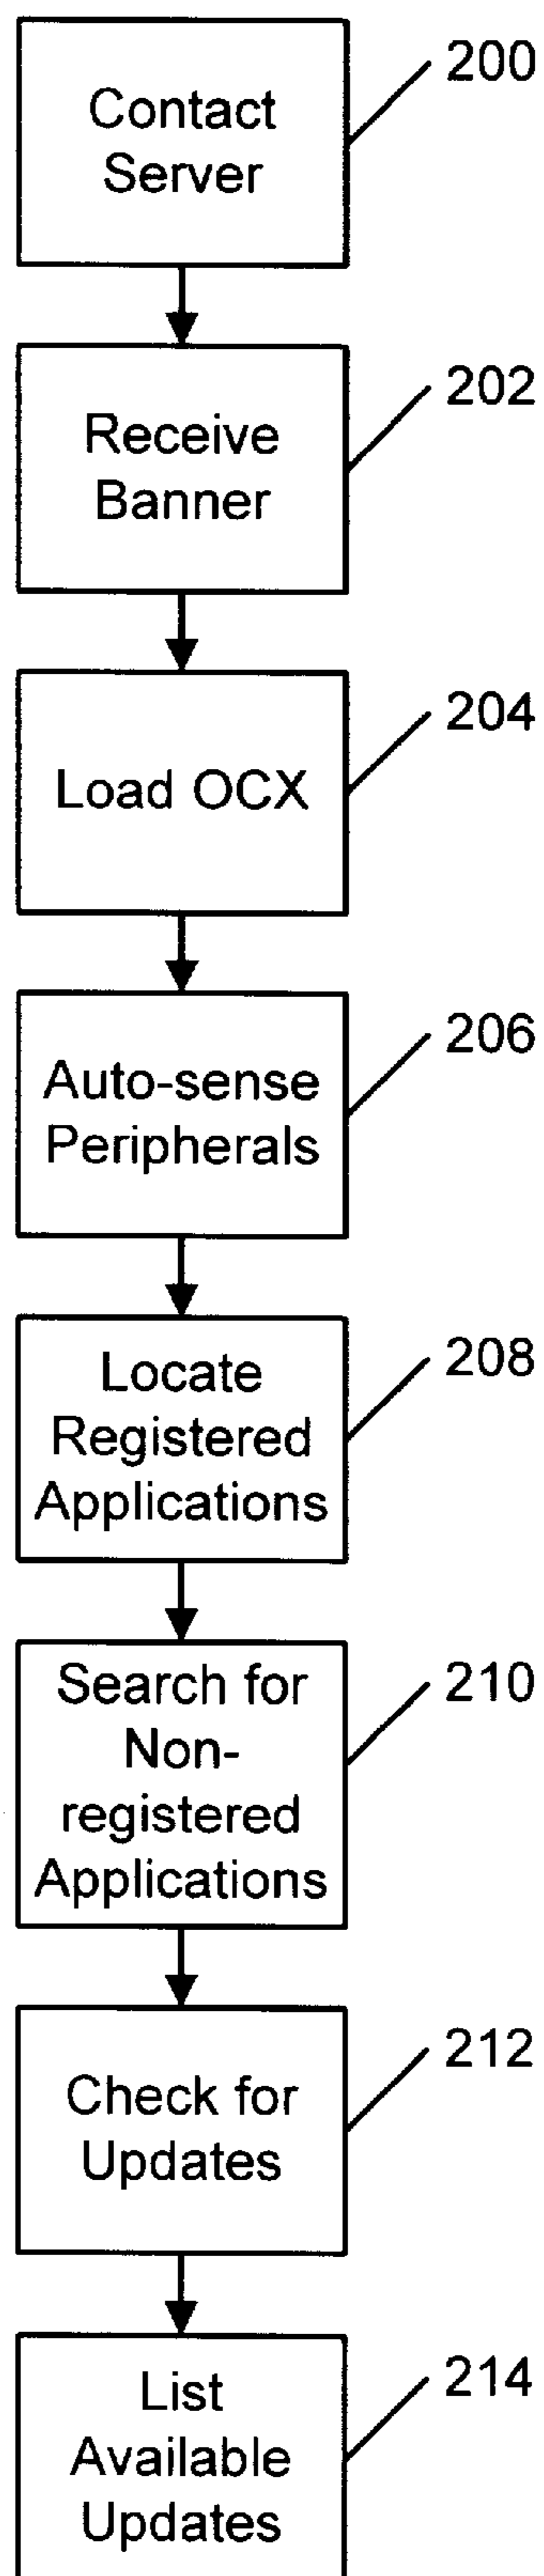 Contact
Server
200
Receive
Banner
202
Load OCX
204
Auto-sense
Peripherals
206
Locate
Registered
Applications
208
Search for
Non-
registered
Applications
210
Check for
Updates
212
List
Available
Updates
214